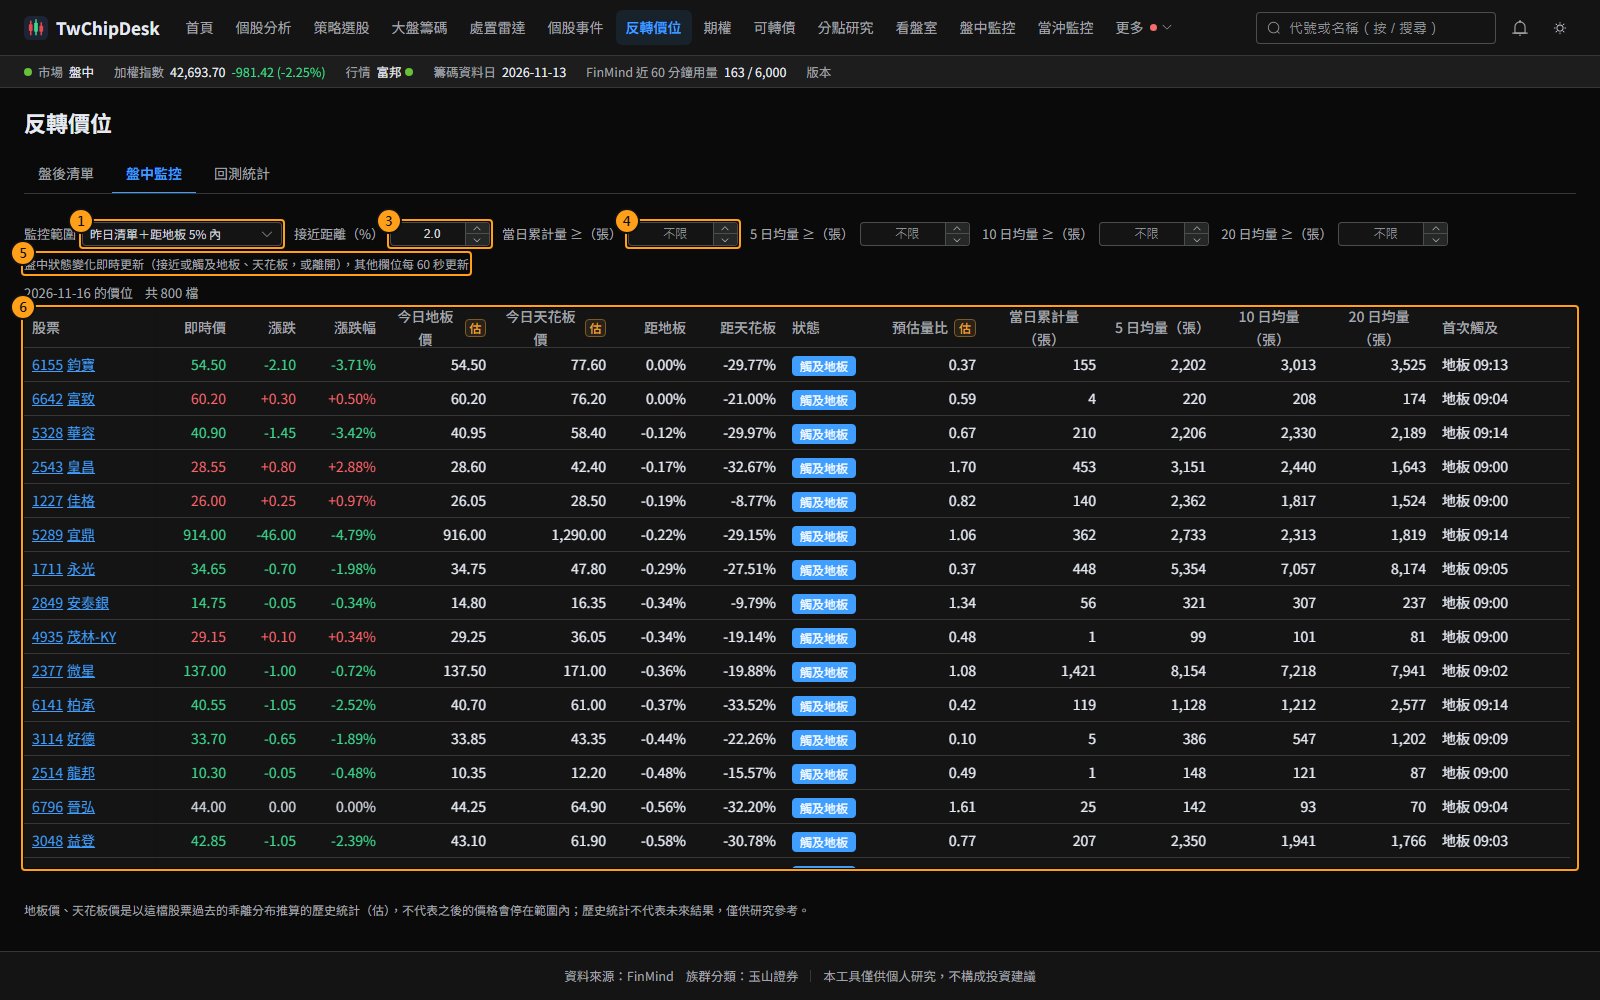 TwChipDesk 首頁 個股分析 策略選股 大盤籌碼 處置雷達 個股事件 反轉價位 期權 可轉債 分點研究 看盤室 盤中監控 當沖監控 更多 代號或名稱 ( 按 / 搜尋 )
市場 盤中 加權指數 42,693.70 -981.42 (-2.25%) 行情 富邦 籌碼資料日 2026-11-13 FinMind 近 60 分鐘用量 163 / 6,000 版本
反轉價位
盤後清單 盤中監控 回測統計
1 3 4
監控範圍 昨日清單＋距地板 5% 內 接近距離（%） 2.0 當日累計量 ≥（張） 不限 5 日均量 ≥（張） 不限 10 日均量 ≥（張） 不限 20 日均量 ≥（張） 不限
5 盤中狀態變化即時更新（接近或觸及地板、天花板，或離開），其他欄位每 60 秒更新
2026-11-16 的價位 共 800 檔
6
股票 即時價 漲跌 漲跌幅 今日地板價 估 今日天花板價 估 距地板 距天花板 狀態 預估量比 估 當日累計量（張） 5 日均量（張） 10 日均量（張） 20 日均量（張） 首次觸及
6155 鈞寶 54.50 -2.10 -3.71% 54.50 77.60 0.00% -29.77% 觸及地板 0.37 155 2,202 3,013 3,525 地板 09:13
6642 富致 60.20 +0.30 +0.50% 60.20 76.20 0.00% -21.00% 觸及地板 0.59 4 220 208 174 地板 09:04
5328 華容 40.90 -1.45 -3.42% 40.95 58.40 -0.12% -29.97% 觸及地板 0.67 210 2,206 2,330 2,189 地板 09:14
2543 皇昌 28.55 +0.80 +2.88% 28.60 42.40 -0.17% -32.67% 觸及地板 1.70 453 3,151 2,440 1,643 地板 09:00
1227 佳格 26.00 +0.25 +0.97% 26.05 28.50 -0.19% -8.77% 觸及地板 0.82 140 2,362 1,817 1,524 地板 09:00
5289 宜鼎 914.00 -46.00 -4.79% 916.00 1,290.00 -0.22% -29.15% 觸及地板 1.06 362 2,733 2,313 1,819 地板 09:14
1711 永光 34.65 -0.70 -1.98% 34.75 47.80 -0.29% -27.51% 觸及地板 0.37 448 5,354 7,057 8,174 地板 09:05
2849 安泰銀 14.75 -0.05 -0.34% 14.80 16.35 -0.34% -9.79% 觸及地板 1.34 56 321 307 237 地板 09:00
4935 茂林-KY 29.15 +0.10 +0.34% 29.25 36.05 -0.34% -19.14% 觸及地板 0.48 1 99 101 81 地板 09:00
2377 微星 137.00 -1.00 -0.72% 137.50 171.00 -0.36% -19.88% 觸及地板 1.08 1,421 8,154 7,218 7,941 地板 09:02
6141 柏承 40.55 -1.05 -2.52% 40.70 61.00 -0.37% -33.52% 觸及地板 0.42 119 1,128 1,212 2,577 地板 09:14
3114 好德 33.70 -0.65 -1.89% 33.85 43.35 -0.44% -22.26% 觸及地板 0.10 5 386 547 1,202 地板 09:09
2514 龍邦 10.30 -0.05 -0.48% 10.35 12.20 -0.48% -15.57% 觸及地板 0.49 1 148 121 87 地板 09:00
6796 晉弘 44.00 0.00 0.00% 44.25 64.90 -0.56% -32.20% 觸及地板 1.61 25 142 93 70 地板 09:04
3048 益登 42.85 -1.05 -2.39% 43.10 61.90 -0.58% -30.78% 觸及地板 0.77 207 2,350 1,941 1,766 地板 09:03
地板價、天花板價是以這檔股票過去的乖離分布推算的歷史統計（估），不代表之後的價格會停在範圍內；歷史統計不代表未來結果，僅供研究參考。
資料來源：FinMind 族群分類：玉山證券 本工具僅供個人研究，不構成投資建議